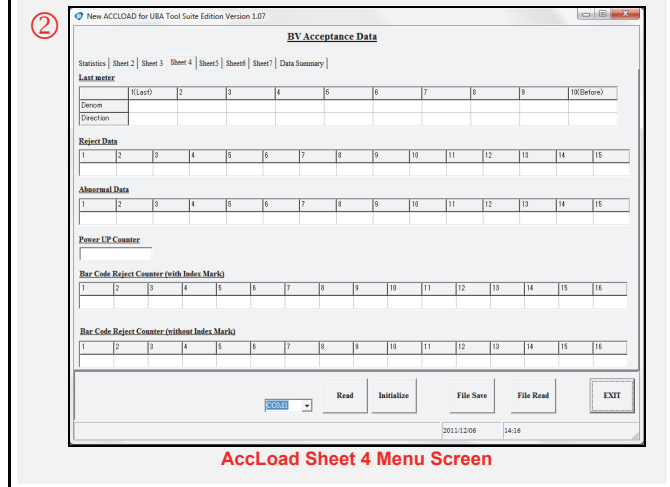 ②
New ACCLOAD for UBA Tool Suite Edition Version 1.07
BV Acceptance Data
Statistics Sheet 2 Sheet 3 Sheet 4 Sheet5 Sheet6 Sheet7 Data Summary
Last meter
1(Last) 2 3 4 5 6 7 8 9 10(Before)
Denom
Direction
Reject Data
1 2 3 4 5 6 7 8 9 10 11 12 13 14 15
Abnormal Data
1 2 3 4 5 6 7 8 9 10 11 12 13 14 15
Power UP Counter
Bar Code Reject Counter (with Index Mark)
1 2 3 4 5 6 7 8 9 10 11 12 13 14 15 16
Bar Code Reject Counter (without Index Mark)
1 2 3 4 5 6 7 8 9 10 11 12 13 14 15 16
COM1 Read Initialize File Save File Read EXIT
2011/12/06 14:16
AccLoad Sheet 4 Menu Screen